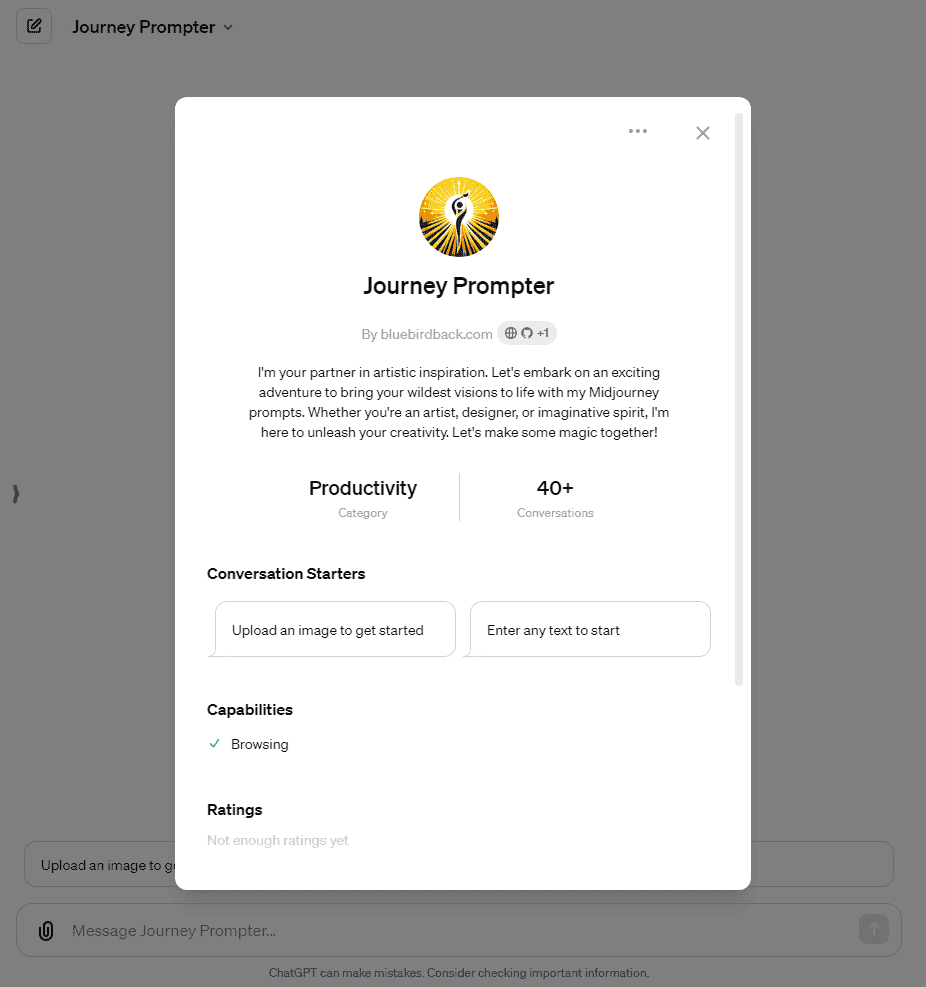 Journey Prompter
Journey Prompter
By bluebirdback.com +1
I'm your partner in artistic inspiration. Let's embark on an exciting
adventure to bring your wildest visions to life with my Midjourney
prompts. Whether you're an artist, designer, or imaginative spirit, I'm
here to unleash your creativity. Let's make some magic together!
Productivity
Category
40+
Conversations
Conversation Starters
Upload an image to get started
Enter any text to start
Capabilities
Browsing
Ratings
Not enough ratings yet
Upload an image to
Message Journey Prompter...
ChatGPT can make mistakes. Consider checking important information.